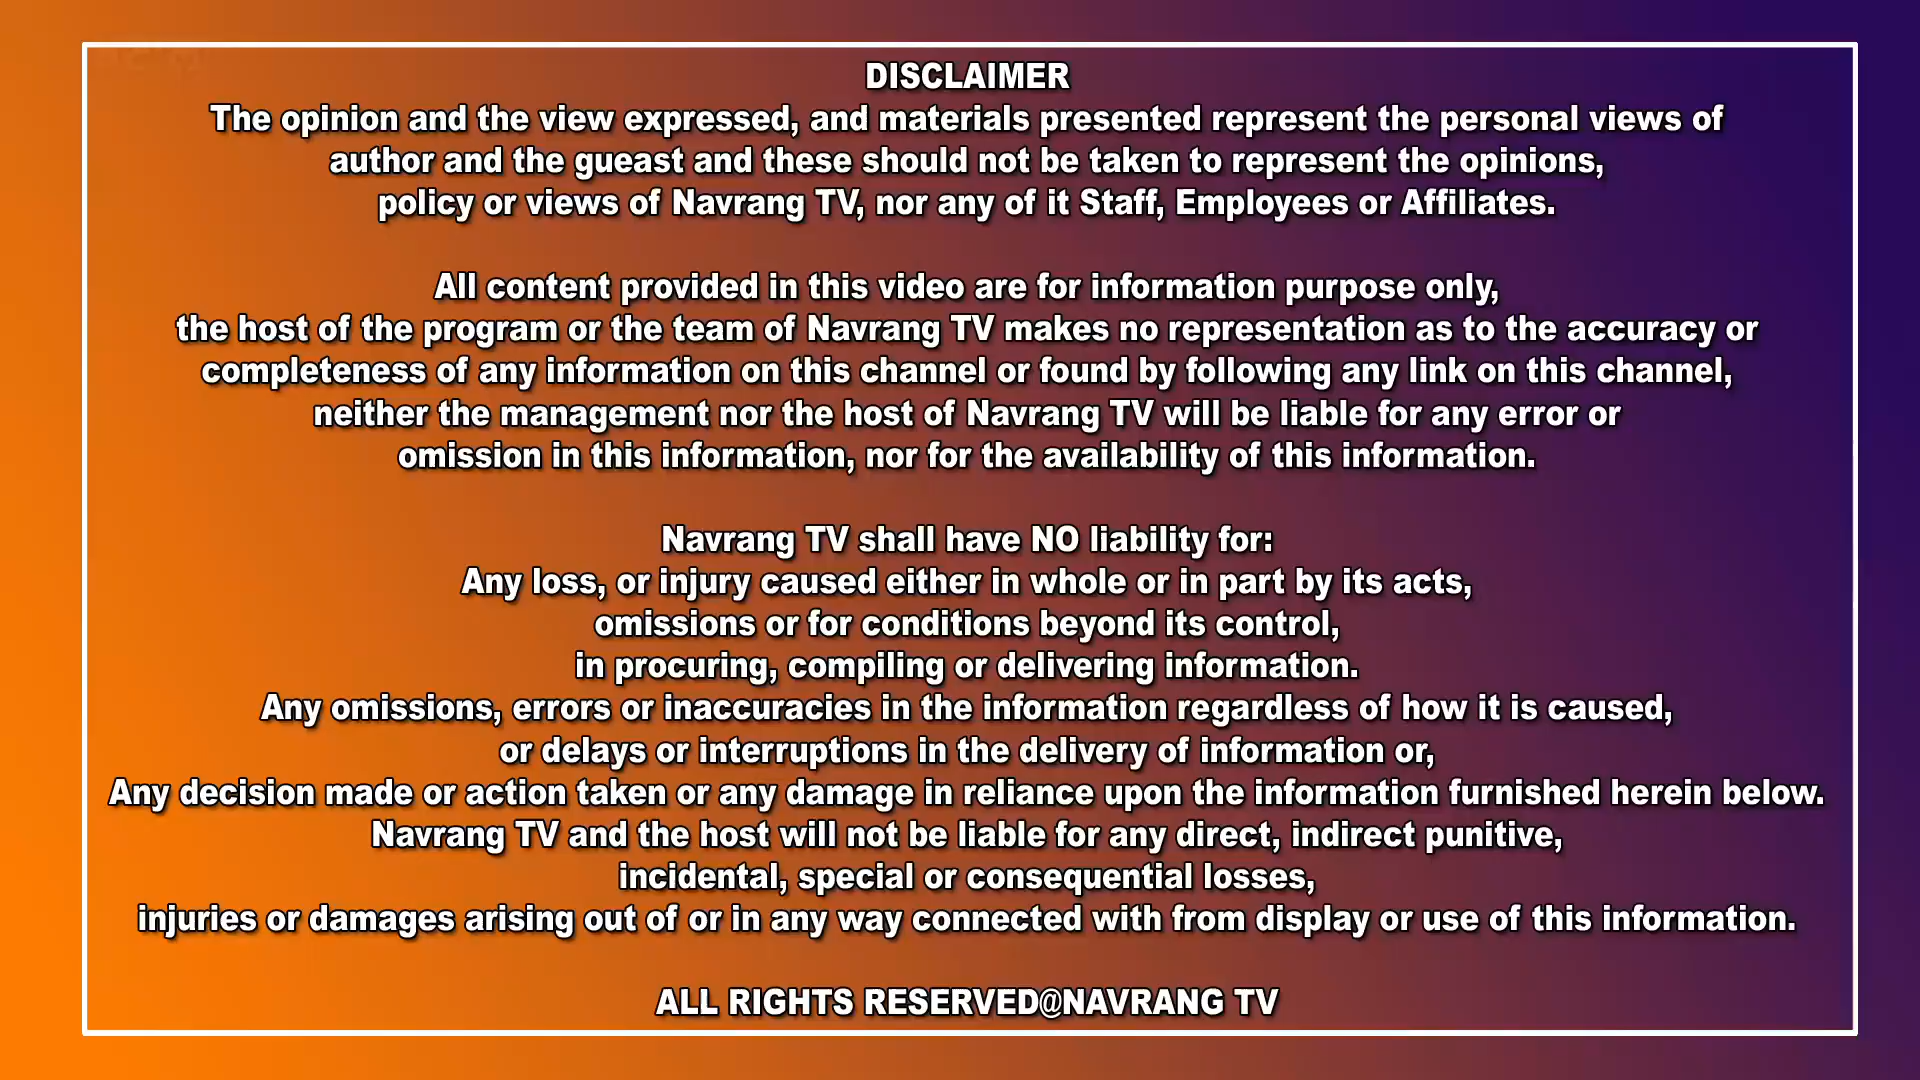 DISCLAIMER
The opinion and the view expressed, and materials presented represent the personal views of
author and the gueast and these should not be taken to represent the opinions,
policy or views of Navrang TV, nor any of it Staff, Employees or Affiliates.
All content provided in this video are for information purpose only,
the host of the program or the team of Navrang TV makes no representation as to the accuracy or
completeness of any information on this channel or found by following any link on this channel,
neither the management nor the host of Navrang TV will be liable for any error or
omission in this information, nor for the availability of this information.
Navrang TV shall have NO liability for:
Any loss, or injury caused either in whole or in part by its acts,
omissions or for conditions beyond its control,
in procuring, compiling or delivering information.
Any omissions, errors or inaccuracies in the information regardless of how it is caused,
or delays or interruptions in the delivery of information or,
Any decision made or action taken or any damage in reliance upon the information furnished herein below.
Navrang TV and the host will not be liable for any direct, indirect punitive,
incidental, special or consequential losses,
injuries or damages arising out of or in any way connected with from display or use of this information.
ALL RIGHTS RESERVED@NAVRANG TV